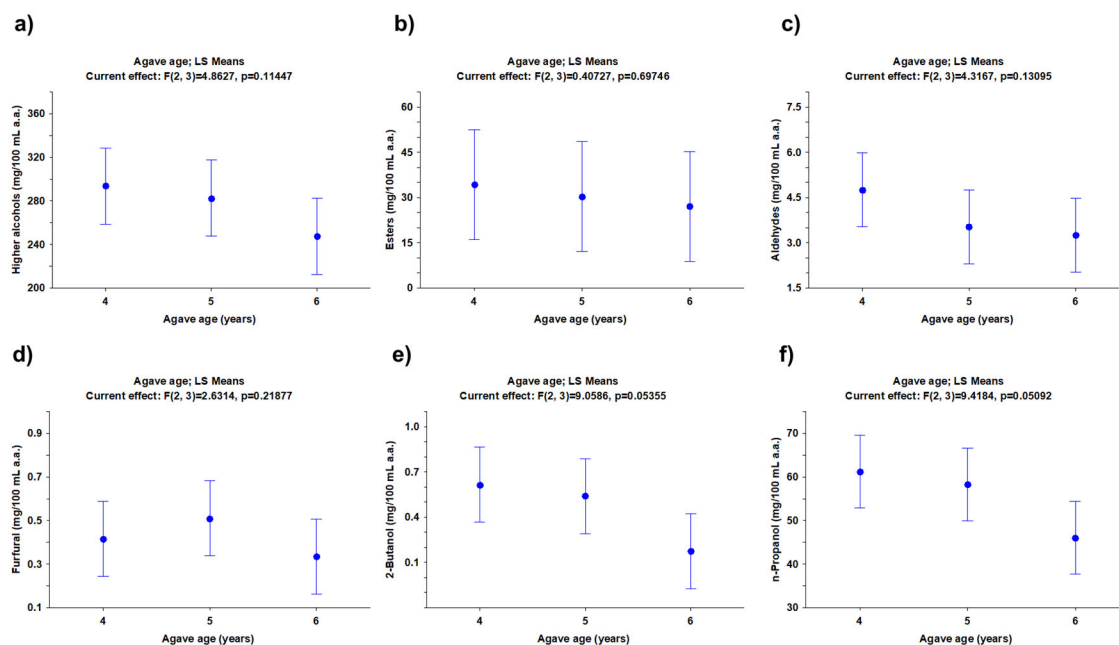 a)
Agave age; LS Means
Current effect: F(2, 3)=4.8627, p=0.11447
Higher alcohols (mg/100 mL a.a.)
360
320
280
240
200
4 5 6
Agave age (years)
b)
Agave age; LS Means
Current effect: F(2, 3)=0.40727, p=0.69746
Esters (mg/100 mL a.a.)
60
45
30
15
0
4 5 6
Agave age (years)
c)
Agave age; LS Means
Current effect: F(2, 3)=4.3167, p=0.13095
Aldehydes (mg/100 mL a.a.)
7.5
6.0
4.5
3.0
1.5
4 5 6
Agave age (years)
d)
Agave age; LS Means
Current effect: F(2, 3)=2.6314, p=0.21877
Furfural (mg/100 mL a.a.)
0.9
0.7
0.5
0.3
0.1
4 5 6
Agave age (years)
e)
Agave age; LS Means
Current effect: F(2, 3)=9.0586, p=0.05355
2-Butanol (mg/100 mL a.a.)
1.0
0.7
0.4
0.1
4 5 6
Agave age (years)
f)
Agave age; LS Means
Current effect: F(2, 3)=9.4184, p=0.05092
n-Propanol (mg/100 mL a.a.)
70
60
50
40
30
4 5 6
Agave age (years)